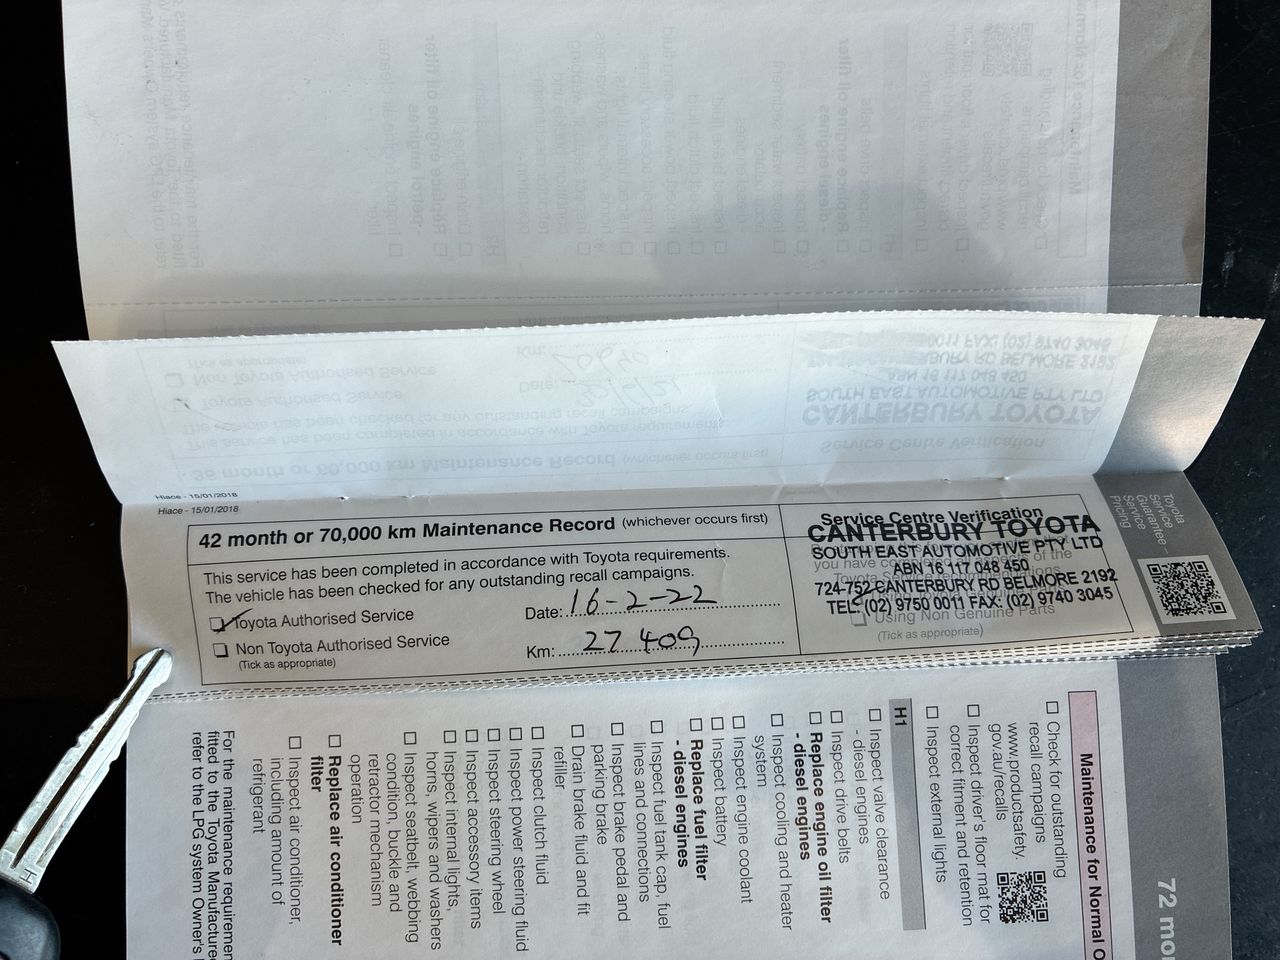 Hiace - 15/01/2018
Hiace - 15/01/2018
42 month or 70,000 km Maintenance Record (whichever occurs first)
This service has been completed in accordance with Toyota requirements.
The vehicle has been checked for any outstanding recall campaigns.
Toyota Authorised Service
Non Toyota Authorised Service
(Tick as appropriate)
Date: 16-2-22
Km: 27 409
Service Centre Verification
CANTERBURY TOYOTA
SOUTH EAST AUTOMOTIVE PTY LTD
ABN 16 117 048 450
724-752 CANTERBURY RD BELMORE 2192
TEL: (02) 9750 0011 FAX: (02) 9740 3045
Using Non Genuine Parts
(Tick as appropriate)
Toyota
Service
Guarantee -
Service
Pricing
72
Maintenance for Normal
Check for outstanding
recall campaigns
www.productsafety.
gov.au/recalls
Inspect driver's floor mat for
correct fitment and retention
Inspect external lights
H1
Inspect valve clearance
- diesel engines
Inspect drive belts
Replace engine oil filter
- diesel engines
Inspect cooling and heater
system
Inspect engine coolant
Inspect battery
Replace fuel filter
- diesel engines
Inspect fuel tank cap, fuel
lines and connections
Inspect brake pedal and
parking brake
Drain brake fluid and fit
refiller
Inspect clutch fluid
Inspect power steering fluid
Inspect steering wheel
Inspect accessory items
Inspect internal lights,
horns, wipers and washers
Inspect seatbelt, webbing
condition, buckle and
retractor mechanism
operation
Replace air conditioner
filter
Inspect air conditioner,
including amount of
refrigerant
For the maintenance
fitted to the Toyota
refer to the LPG system Owner's